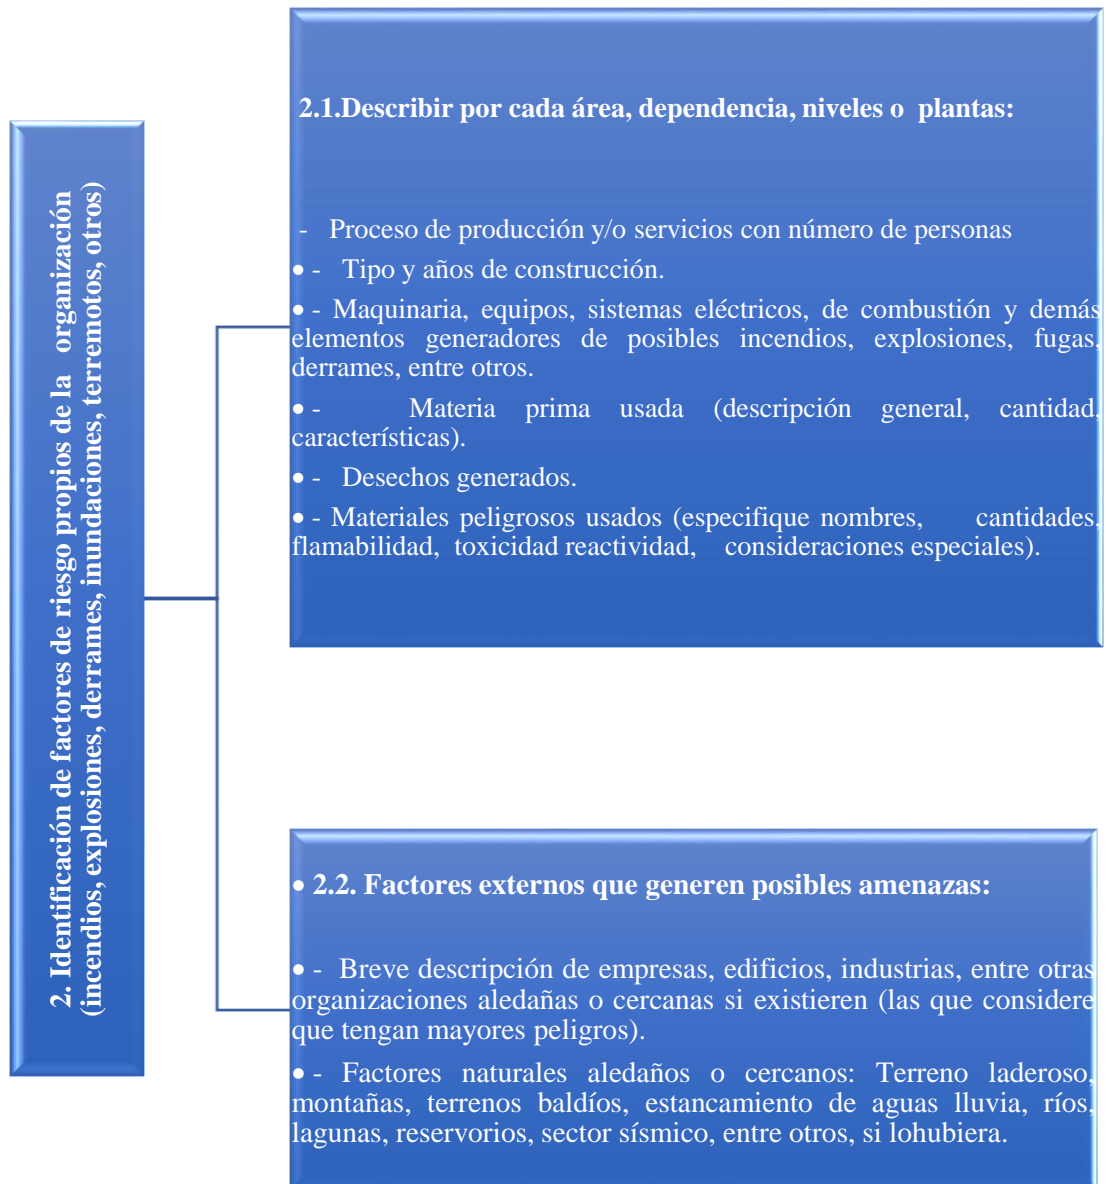 2. Identificación de factores de riesgo propios de la organización
(incendios, explosiones, derrames, inundaciones, terremotos, otros)
2.1.Describir por cada área, dependencia, niveles o plantas:
- Proceso de producción y/o servicios con número de personas
• - Tipo y años de construcción.
• - Maquinaria, equipos, sistemas eléctricos, de combustión y demás
elementos generadores de posibles incendios, explosiones, fugas,
derrames, entre otros.
• - Materia prima usada (descripción general, cantidad,
características).
• - Desechos generados.
• - Materiales peligrosos usados (especifique nombres, cantidades,
flamabilidad, toxicidad reactividad, consideraciones especiales).
• 2.2. Factores externos que generen posibles amenazas:
• - Breve descripción de empresas, edificios, industrias, entre otras
organizaciones aledañas o cercanas si existieren (las que considere
que tengan mayores peligros).
• - Factores naturales aledaños o cercanos: Terreno laderoso,
montañas, terrenos baldíos, estancamiento de aguas lluvia, ríos,
lagunas, reservorios, sector sísmico, entre otros, si lohubiera.